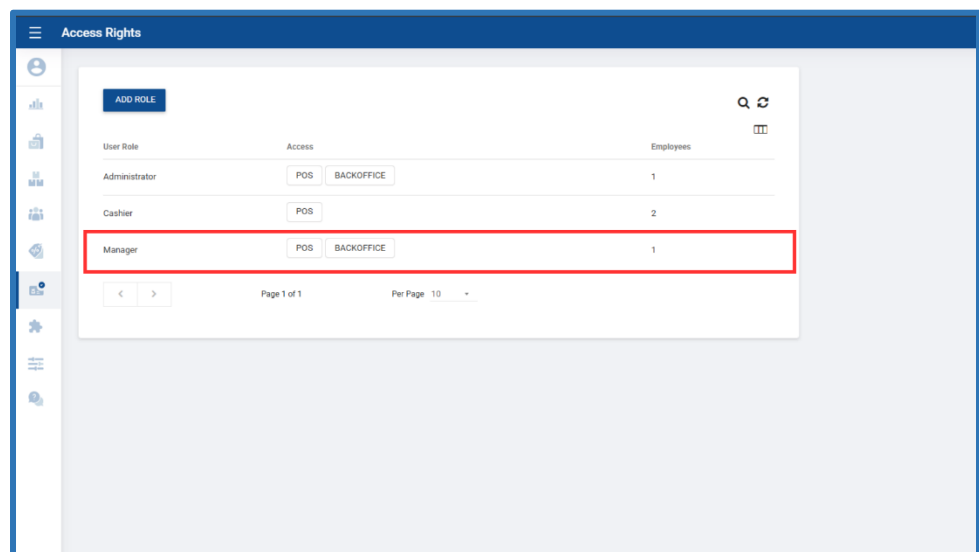 Access Rights
ADD ROLE
User Role Access Employees
Administrator POS BACKOFFICE 1
Cashier POS 2
Manager POS BACKOFFICE 1
< > Page 1 of 1 Per Page 10